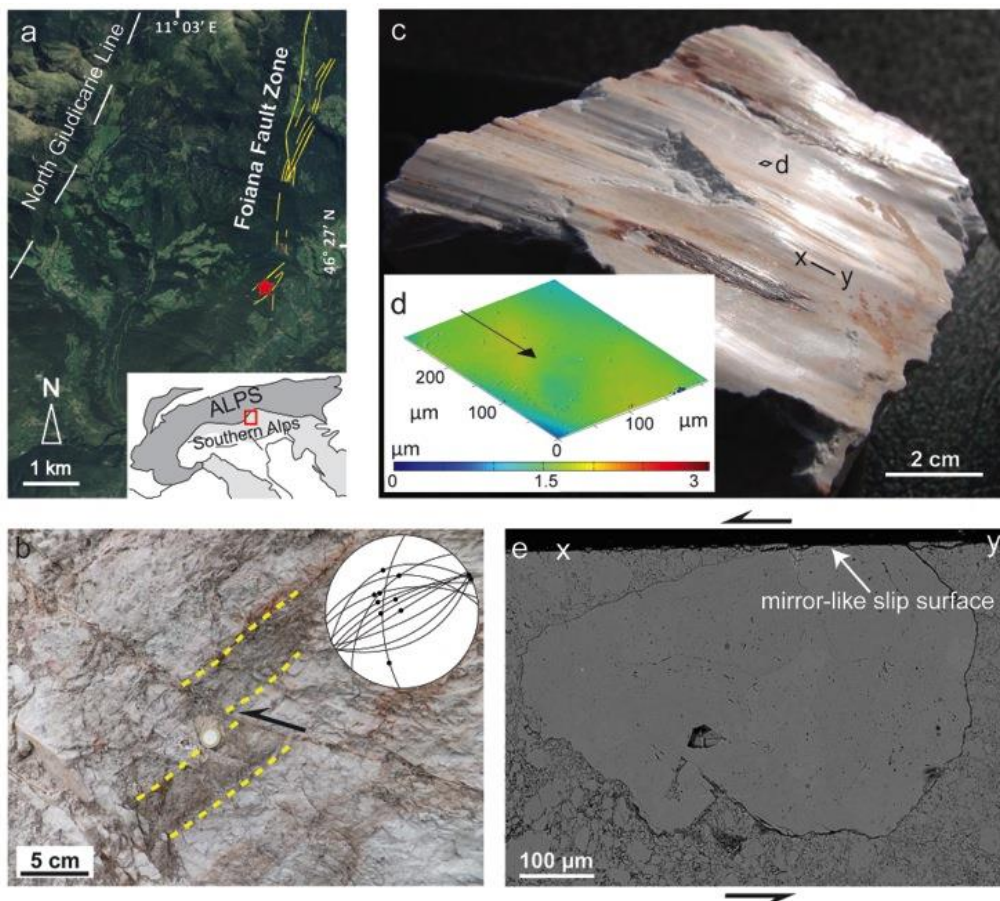 a
11° 03′ E
North Giudicarie Line
Foiana Fault Zone
46° 27′ N
N
1 km
ALPS
Southern Alps
b
5 cm
c
d
x
y
2 cm
d
200
100
µm
µm
100
0
µm
0
1.5
3
e
x
y
mirror-like slip surface
100 µm